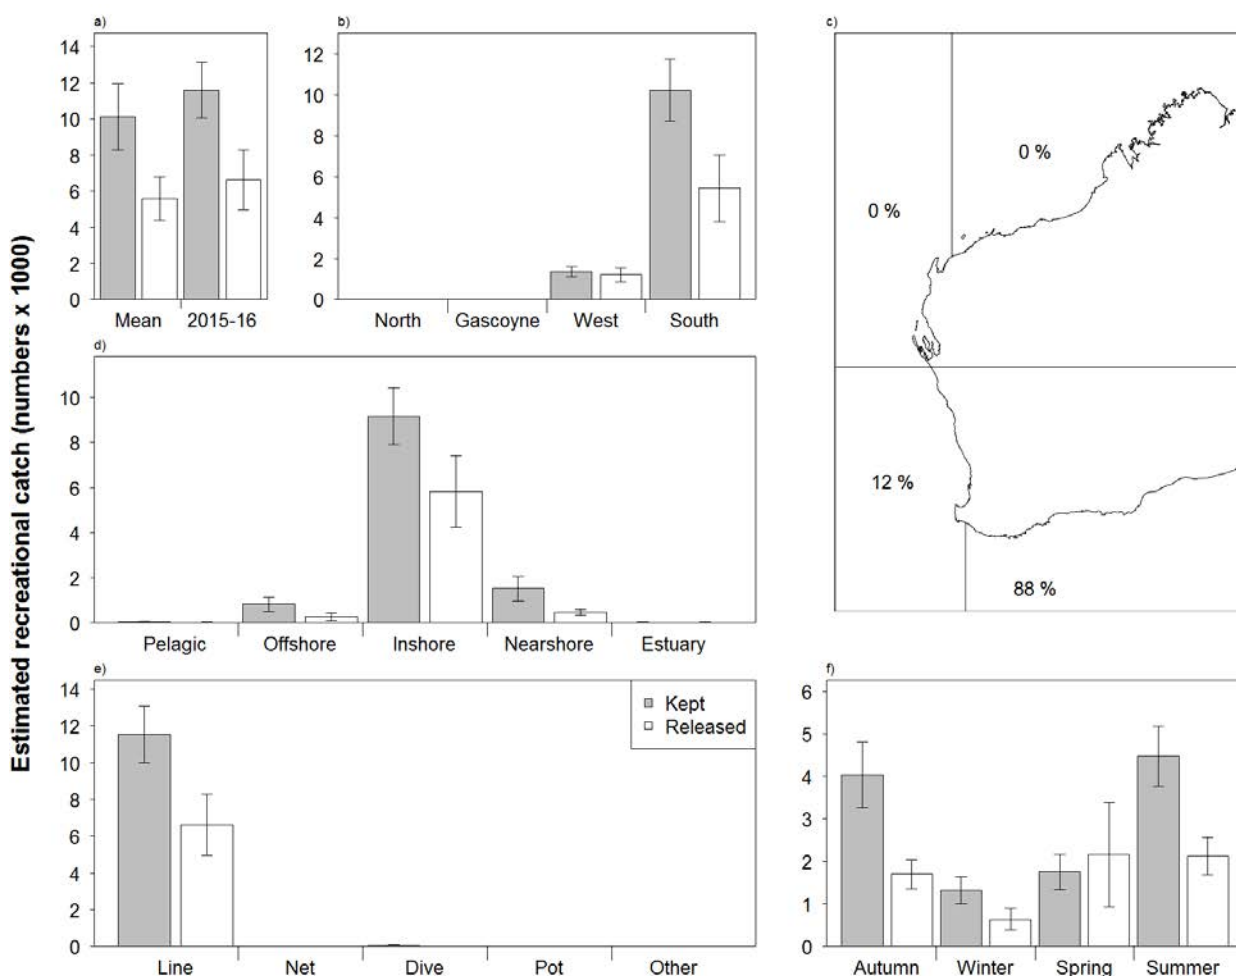 a)
14
12
10
8
6
4
2
0
Mean 2015-16
b)
12
10
8
6
4
2
0
North Gascoyne West South
c)
0 %
0 %
12 %
88 %
Estimated recreational catch (numbers x 1000)
d)
10
8
6
4
2
0
Pelagic Offshore Inshore Nearshore Estuary
e)
14
12
10
8
6
4
2
0
Kept
Released
Line Net Dive Pot Other
f)
6
5
4
3
2
1
0
Autumn Winter Spring Summer